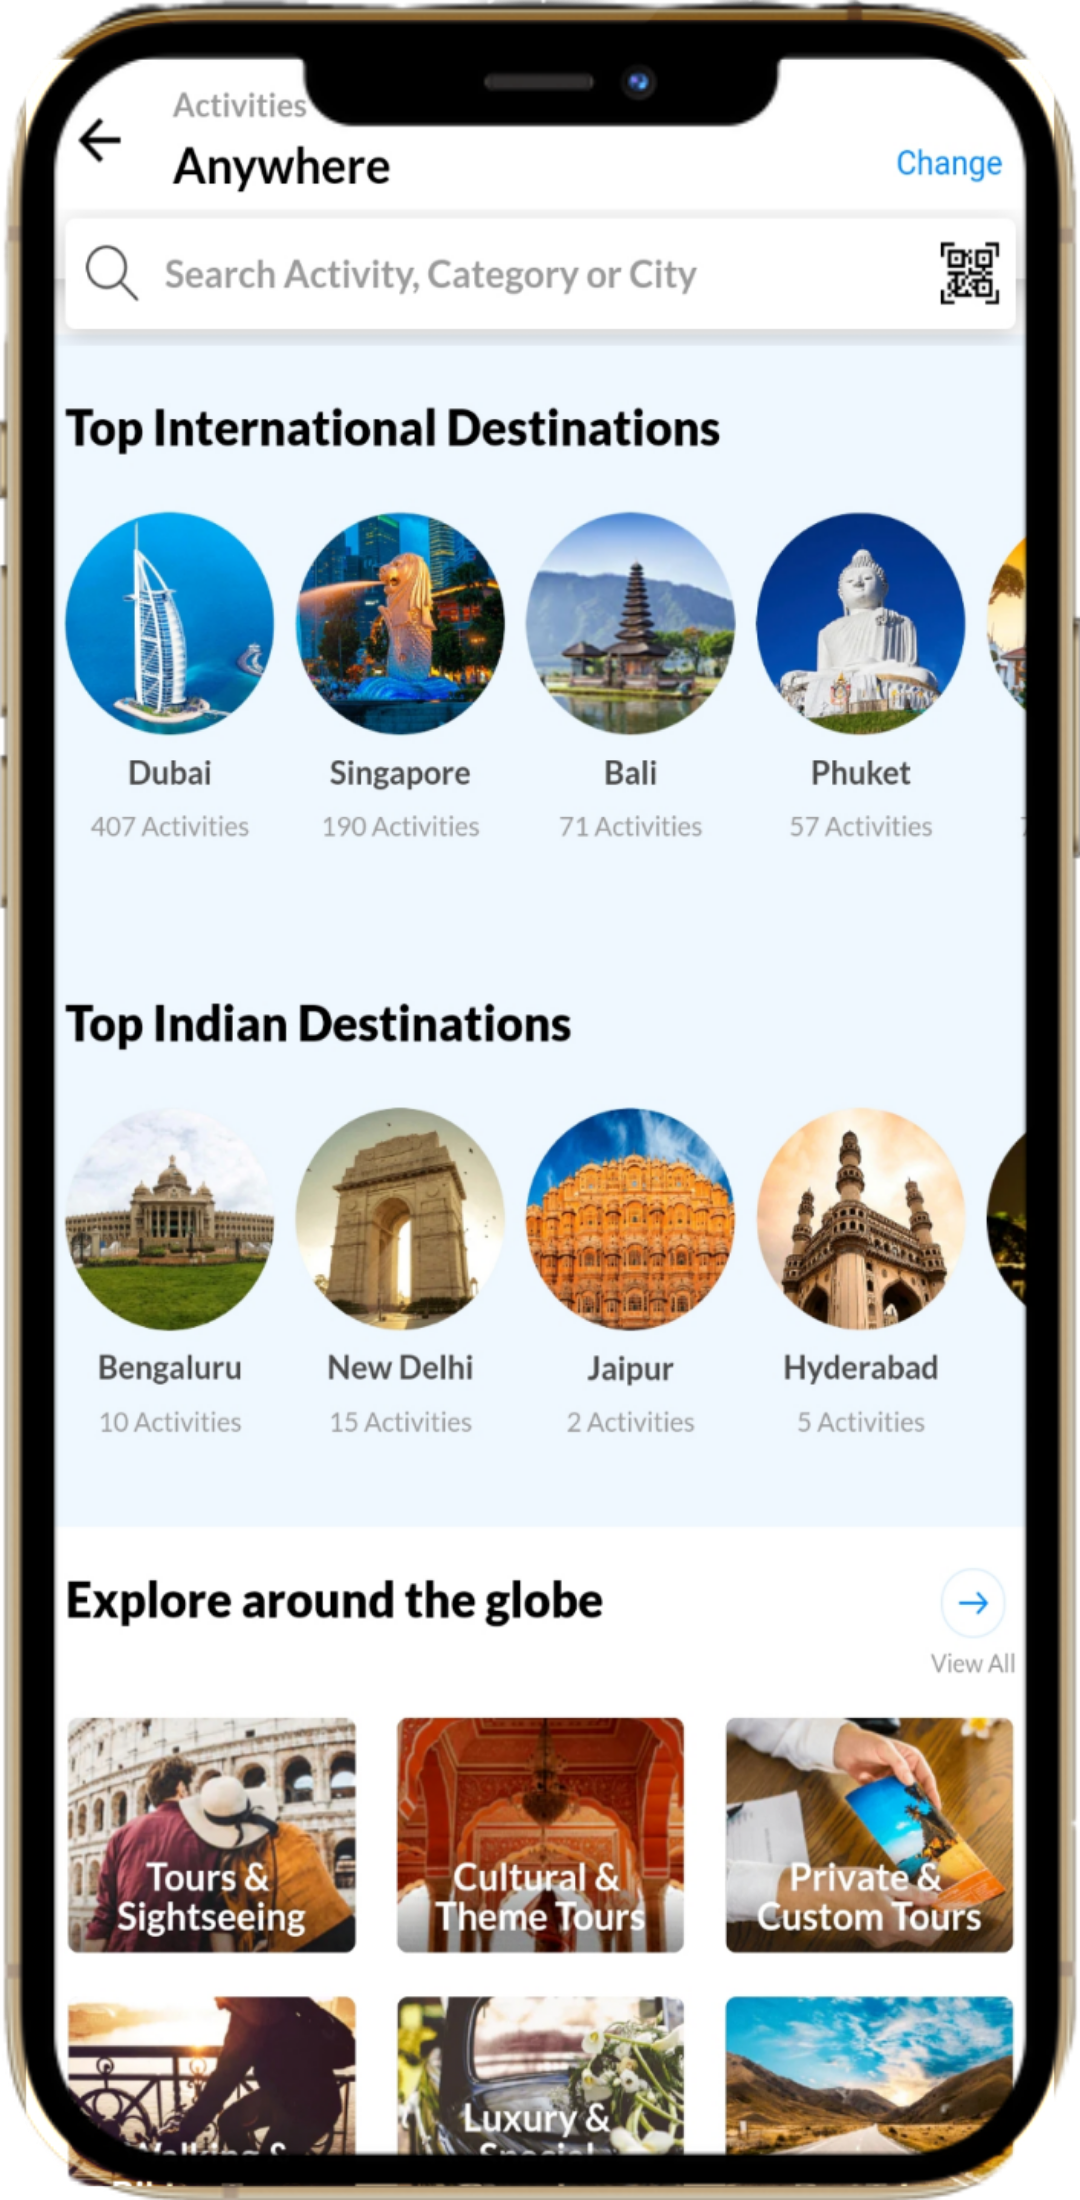 Activities
Anywhere
Change
Search Activity, Category or City
Top International Destinations
Dubai
Singapore
Bali
Phuket
407 Activities
190 Activities
71 Activities
57 Activities
Top Indian Destinations
Bengaluru
New Delhi
Jaipur
Hyderabad
10 Activities
15 Activities
2 Activities
5 Activities
Explore around the globe
View All
Tours &
Sightseeing
Cultural &
Theme Tours
Private &
Custom Tours
Walking &
Luxury &
Special